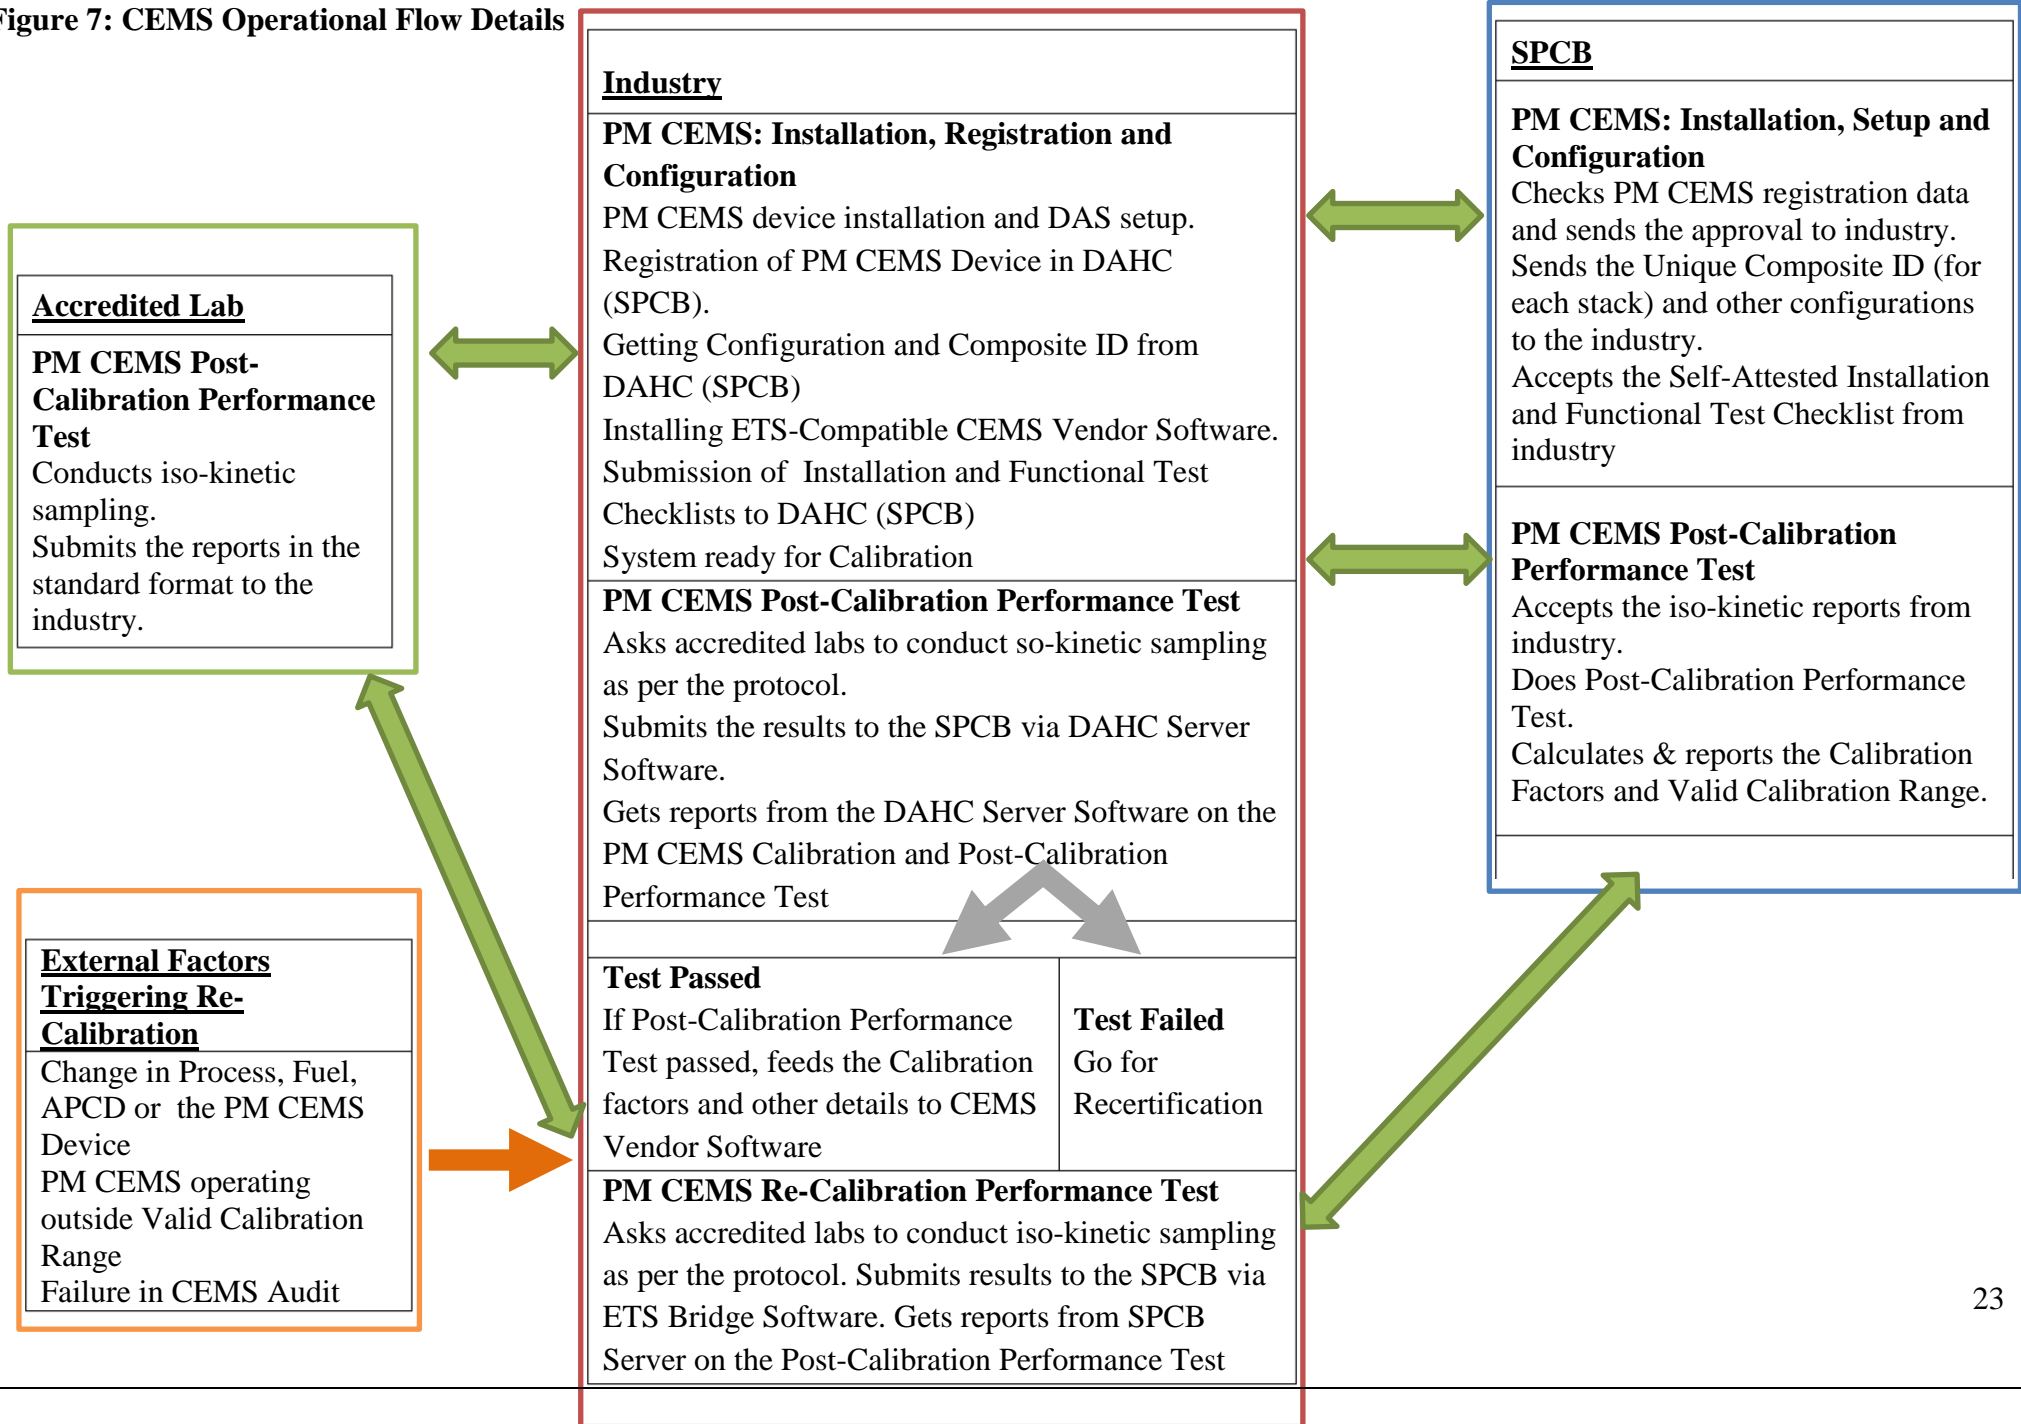 Figure 7: CEMS Operational Flow Details
Industry
PM CEMS: Installation, Registration and
Configuration
PM CEMS device installation and DAS setup.
Registration of PM CEMS Device in DAHC
(SPCB).
Getting Configuration and Composite ID from
DAHC (SPCB)
Installing ETS-Compatible CEMS Vendor Software.
Submission of Installation and Functional Test
Checklists to DAHC (SPCB)
System ready for Calibration
PM CEMS Post-Calibration Performance Test
Asks accredited labs to conduct so-kinetic sampling
as per the protocol.
Submits the results to the SPCB via DAHC Server
Software.
Gets reports from the DAHC Server Software on the
PM CEMS Calibration and Post-Calibration
Performance Test
Test Passed
If Post-Calibration Performance
Test passed, feeds the Calibration
factors and other details to CEMS
Vendor Software
Test Failed
Go for
Recertification
PM CEMS Re-Calibration Performance Test
Asks accredited labs to conduct iso-kinetic sampling
as per the protocol. Submits results to the SPCB via
ETS Bridge Software. Gets reports from SPCB
Server on the Post-Calibration Performance Test
SPCB
PM CEMS: Installation, Setup and
Configuration
Checks PM CEMS registration data
and sends the approval to industry.
Sends the Unique Composite ID (for
each stack) and other configurations
to the industry.
Accepts the Self-Attested Installation
and Functional Test Checklist from
industry
PM CEMS Post-Calibration
Performance Test
Accepts the iso-kinetic reports from
industry.
Does Post-Calibration Performance
Test.
Calculates & reports the Calibration
Factors and Valid Calibration Range.
Accredited Lab
PM CEMS Post-
Calibration Performance
Test
Conducts iso-kinetic
sampling.
Submits the reports in the
standard format to the
industry.
External Factors
Triggering Re-
Calibration
Change in Process, Fuel,
APCD or the PM CEMS
Device
PM CEMS operating
outside Valid Calibration
Range
Failure in CEMS Audit
23